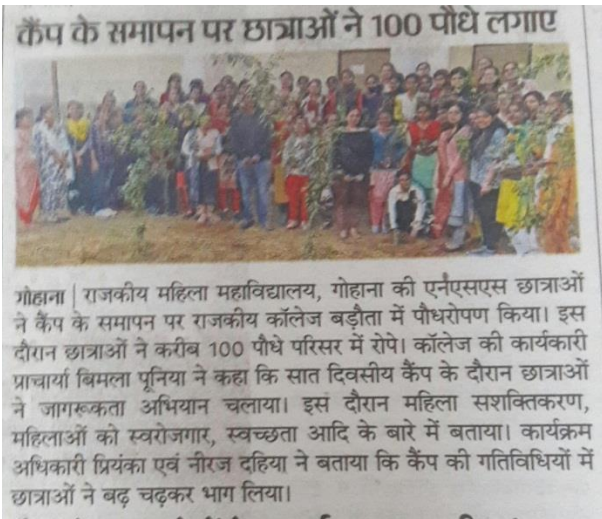 कैंप के समापन पर छात्राओं ने 100 पौधे लगाए
गोहाना | राजकीय महिला महाविद्यालय, गोहाना की एनएसएस छात्राओं
ने कैंप के समापन पर राजकीय कॉलेज बड़ौता में पौधरोपण किया। इस
दौरान छात्राओं ने करीब 100 पौधे परिसर में रोपे। कॉलेज की कार्यकारी
प्राचार्या बिमला पूनिया ने कहा कि सात दिवसीय कैंप के दौरान छात्राओं
ने जागरूकता अभियान चलाया। इस दौरान महिला सशक्तिकरण,
महिलाओं को स्वरोजगार, स्वच्छता आदि के बारे में बताया। कार्यक्रम
अधिकारी प्रियंका एवं नीरज दहिया ने बताया कि कैंप की गतिविधियों में
छात्राओं ने बढ़ चढ़कर भाग लिया।